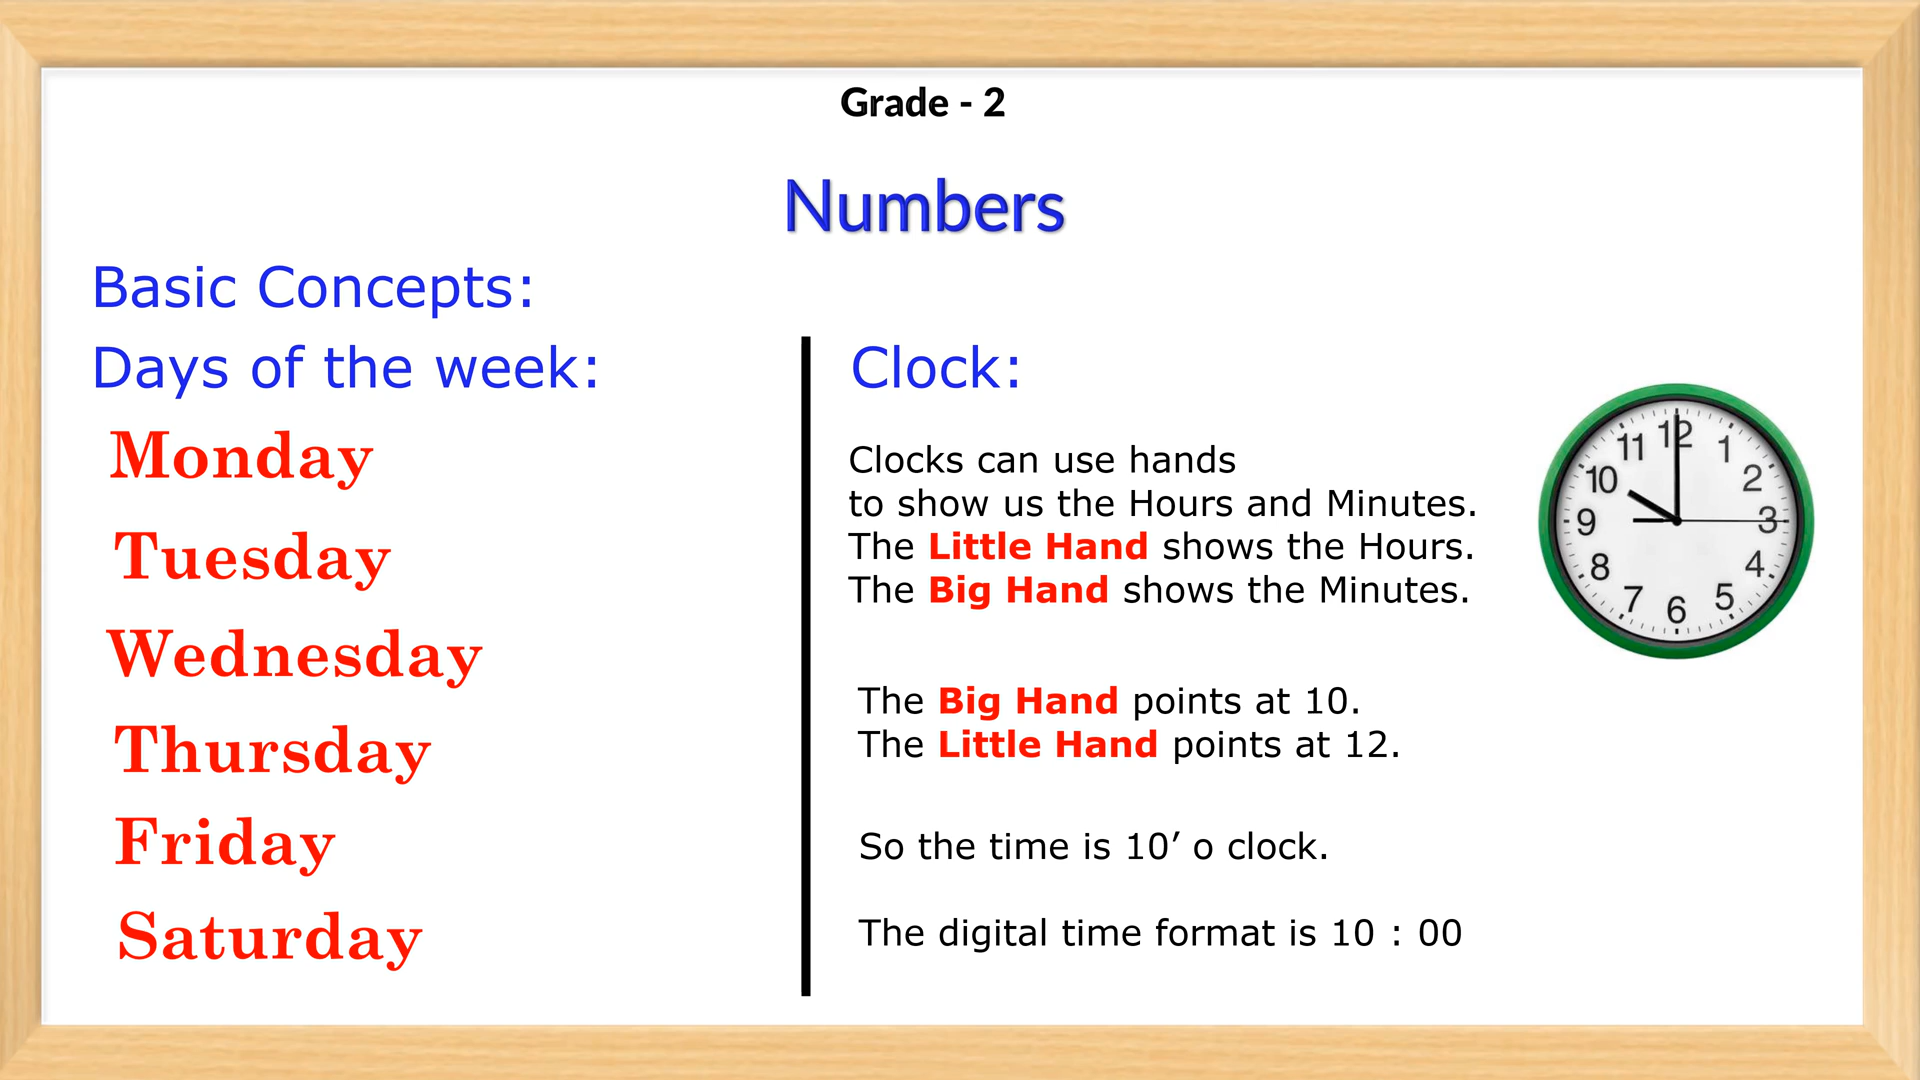 Grade - 2
Numbers
Basic Concepts:
Days of the week:
Monday
Tuesday
Wednesday
Thursday
Friday
Saturday
Clock:
Clocks can use hands
to show us the Hours and Minutes.
The Little Hand shows the Hours.
The Big Hand shows the Minutes.
The Big Hand points at 10.
The Little Hand points at 12.
So the time is 10’ o clock.
The digital time format is 10 : 00
12
1
2
3
4
5
6
7
8
9
10
11